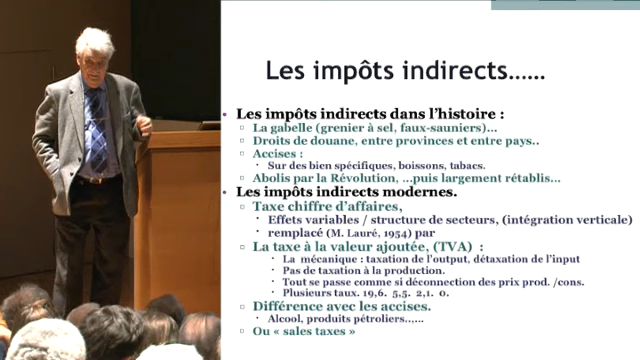 Les impôts indirects……
Les impôts indirects dans l'histoire :
La gabelle (grenier à sel, faux-sauniers)…
Droits de douane, entre provinces et entre pays..
Accises :
Sur des bien spécifiques, boissons, tabacs.
Abolis par la Révolution, …puis largement rétablis…
Les impôts indirects modernes.
Taxe chiffre d'affaires,
Effets variables / structure de secteurs, (intégration verticale)
remplacé (M. Lauré, 1954) par
La taxe à la valeur ajoutée, (TVA) :
La mécanique : taxation de l'output, détaxation de l'input
Pas de taxation à la production.
Tout se passe comme si déconnection des prix prod. /cons.
Plusieurs taux. 19,6. 5,5. 2,1. 0.
Différence avec les accises.
Alcool, produits pétroliers……
Ou « sales taxes »